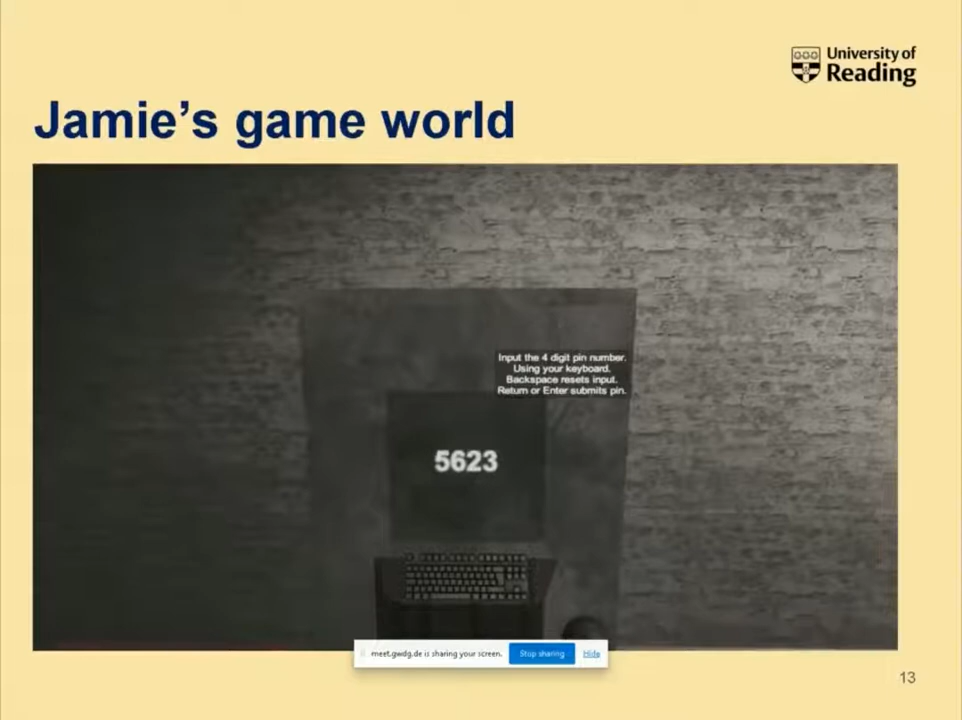 University of
Reading
Jamie's game world
Input the 4 digit pin number.
Using your keyboard.
Backspace resets input.
Return or Enter submits pin.
5623
meet.gwdg.de is sharing your screen.
Stop sharing
Hide
13